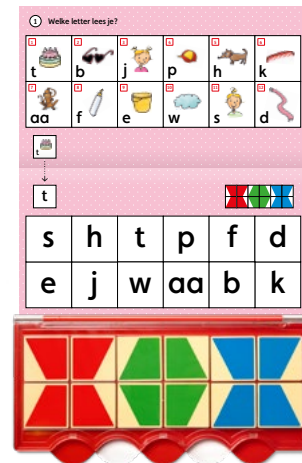 1 Welke letter lees je?
1 2 3 4 5 6
t b j p h k
7 8 9 10 11 12
aa f e w s d
t
t
s h t p f d
e j w aa b k